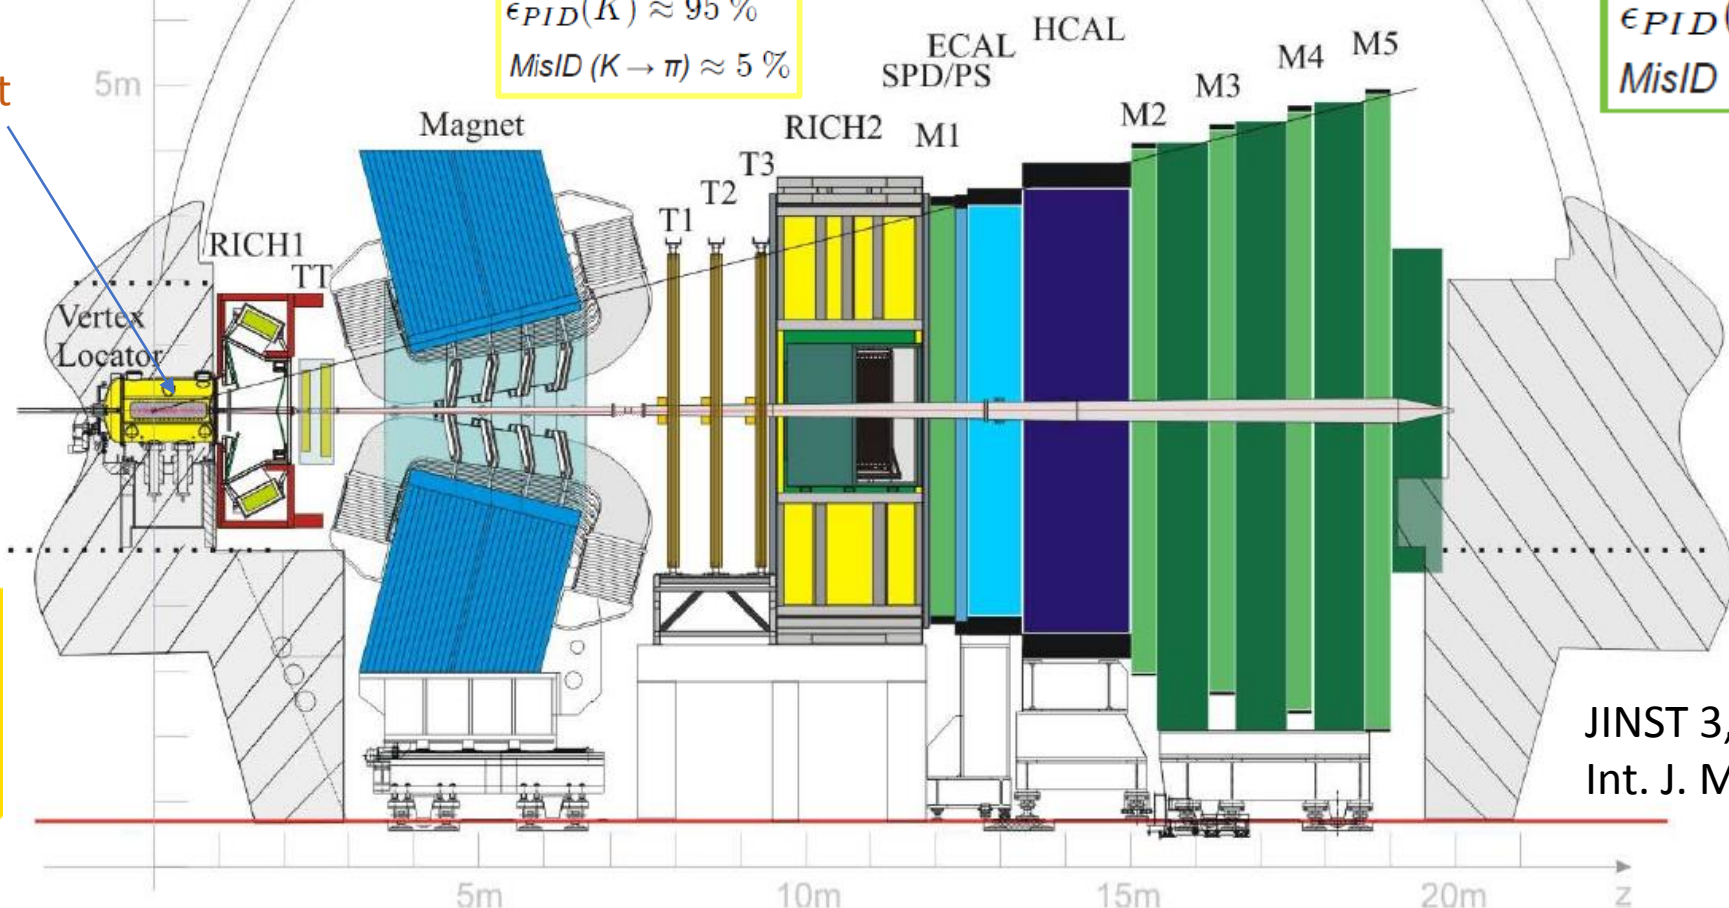 ϵPID(K) ≈ 95 %
MisID (K → π) ≈ 5 %
ϵPID(
MisID
t
5m
HCAL
ECAL
SPD/PS
M5
M4
M3
M2
M1
RICH2
Magnet
T3
T2
T1
RICH1
TT
Vertex
Locator
JINST 3,
Int. J. M
5m
10m
15m
20m
z